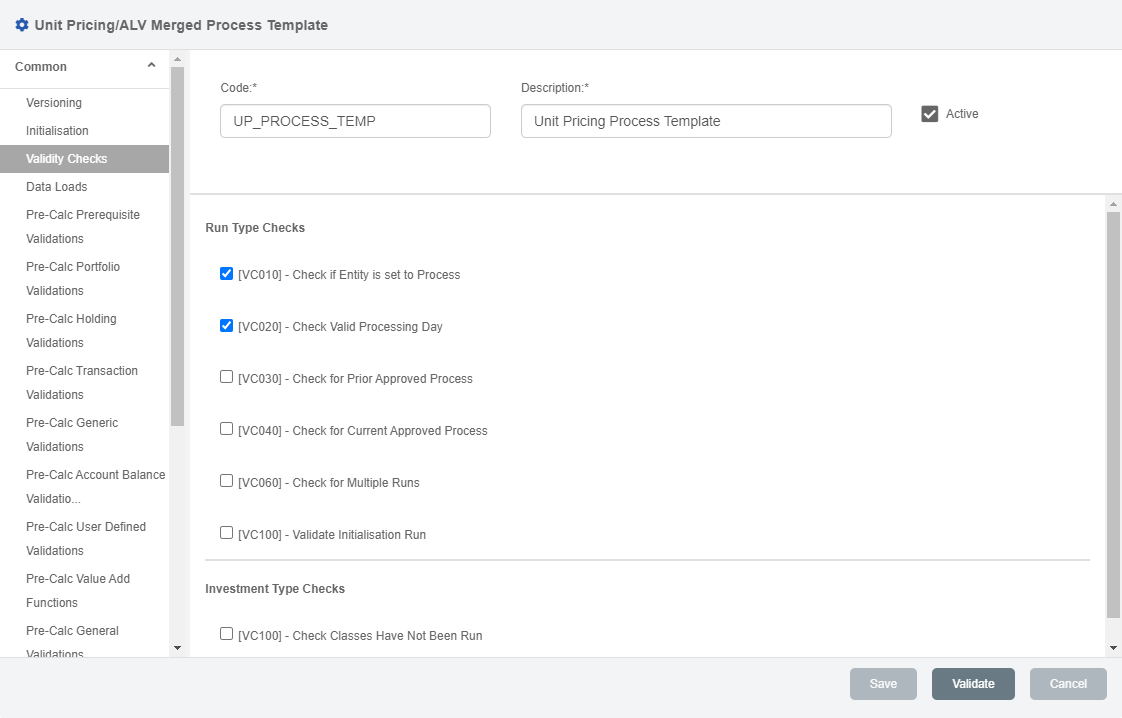 Unit Pricing/ALV Merged Process Template
Common
Versioning
Initialisation
Validity Checks
Data Loads
Pre-Calc Prerequisite
Validations
Pre-Calc Portfolio
Validations
Pre-Calc Holding
Validations
Pre-Calc Transaction
Validations
Pre-Calc Generic
Validations
Pre-Calc Account Balance
Validatio...
Pre-Calc User Defined
Validations
Pre-Calc Value Add
Functions
Pre-Calc General
Validations
Code:*
UP_PROCESS_TEMP
Description:*
Unit Pricing Process Template
Active
Run Type Checks
[VC010] - Check if Entity is set to Process
[VC020] - Check Valid Processing Day
[VC030] - Check for Prior Approved Process
[VC040] - Check for Current Approved Process
[VC060] - Check for Multiple Runs
[VC100] - Validate Initialisation Run
Investment Type Checks
[VC100] - Check Classes Have Not Been Run
Save
Validate
Cancel